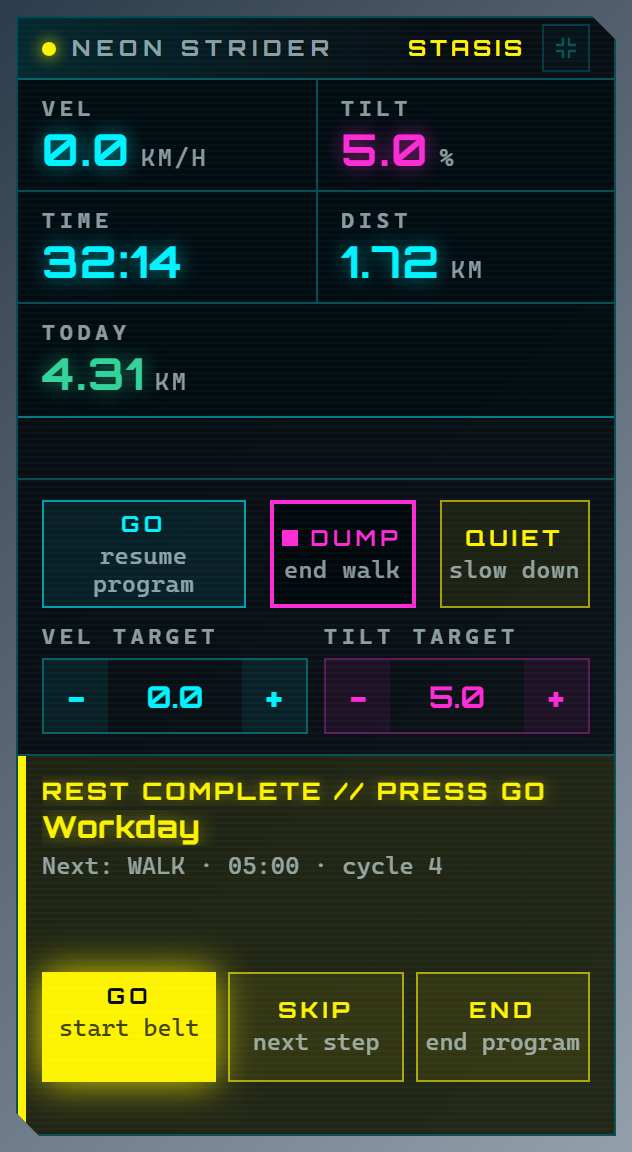 NEON STRIDER STASIS
VEL TILT
0.0 KM/H 5.0 %
TIME DIST
32:14 1.72 KM
TODAY
4.31 KM
GO
resume
program
DUMP
end walk
QUIET
slow down
VEL TARGET TILT TARGET
- 0.0 + - 5.0 +
REST COMPLETE // PRESS GO
Workday
Next: WALK · 05:00 · cycle 4
GO
start belt
SKIP
next step
END
end program